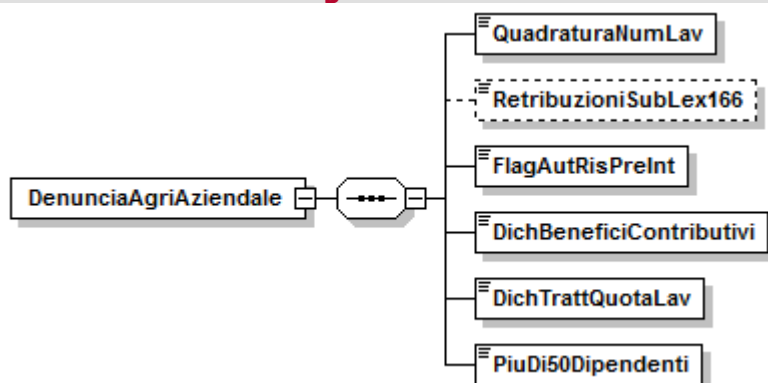 QuadraturaNumLav
RetribuzioniSubLex166
FlagAutRisPreInt
DenunciaAgriAziendale
DichBeneficiContributivi
DichTrattQuotaLav
PiuDi50Dipendenti